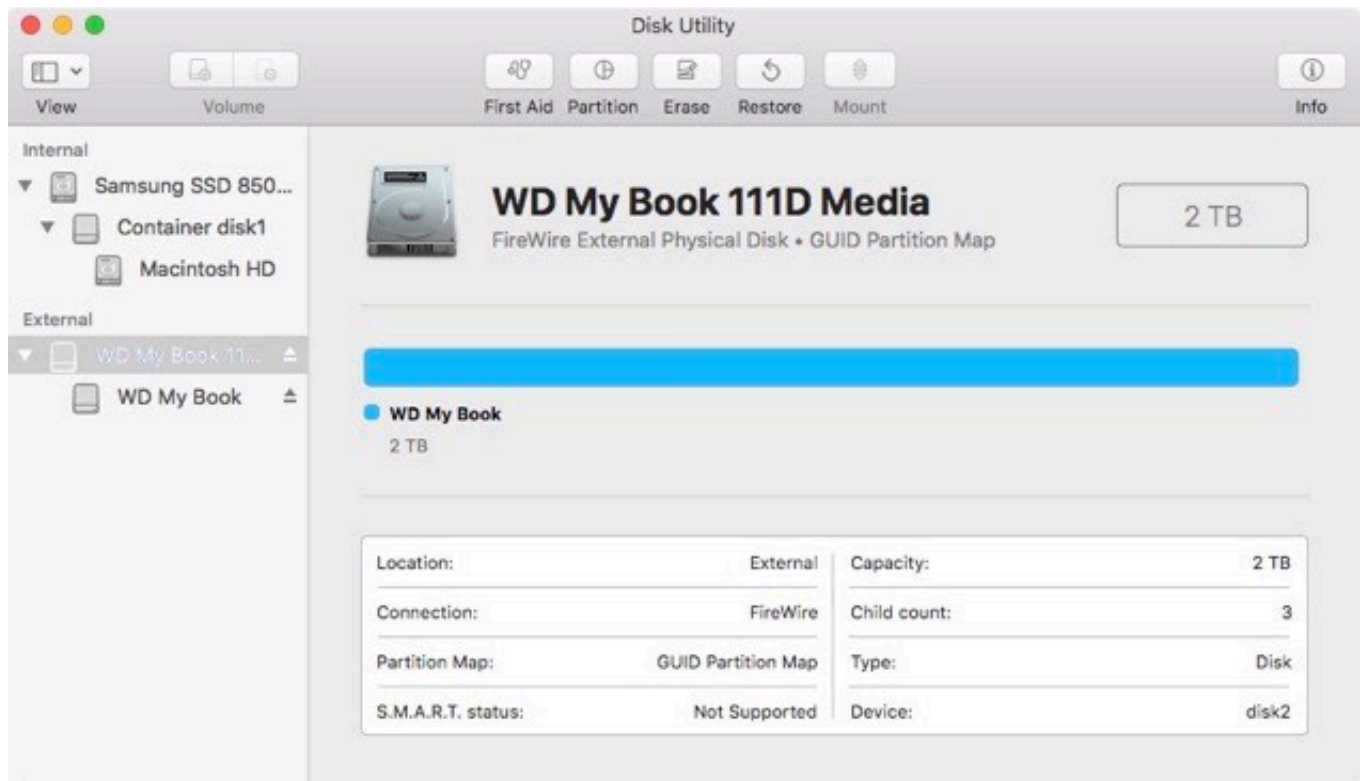 Disk Utility
View
Volume
First Aid
Partition
Erase
Restore
Mount
Info
Internal
Samsung SSD 850...
Container disk1
Macintosh HD
External
WD My Book 11...
WD My Book
WD My Book 111D Media
FireWire External Physical Disk • GUID Partition Map
2 TB
WD My Book
2 TB
Location: External
Capacity: 2 TB
Connection: FireWire
Child count: 3
Partition Map: GUID Partition Map
Type: Disk
S.M.A.R.T. status: Not Supported
Device: disk2